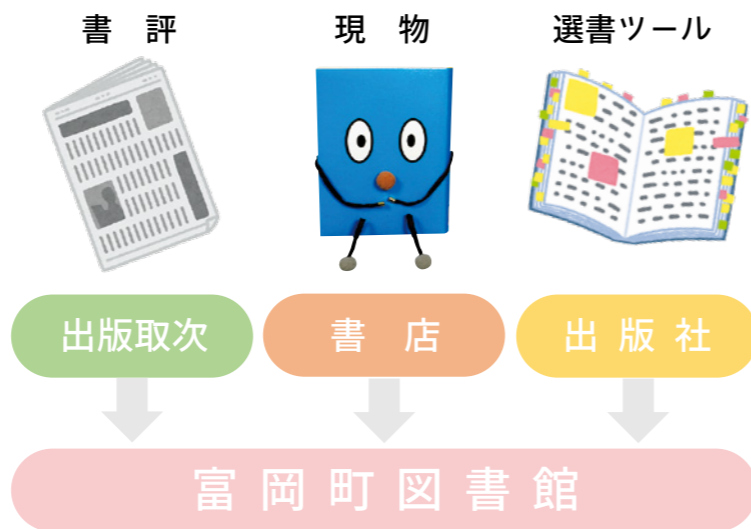 書　評
現　物
選書ツール
出版取次
書　店
出 版 社
富 岡 町 図 書 館